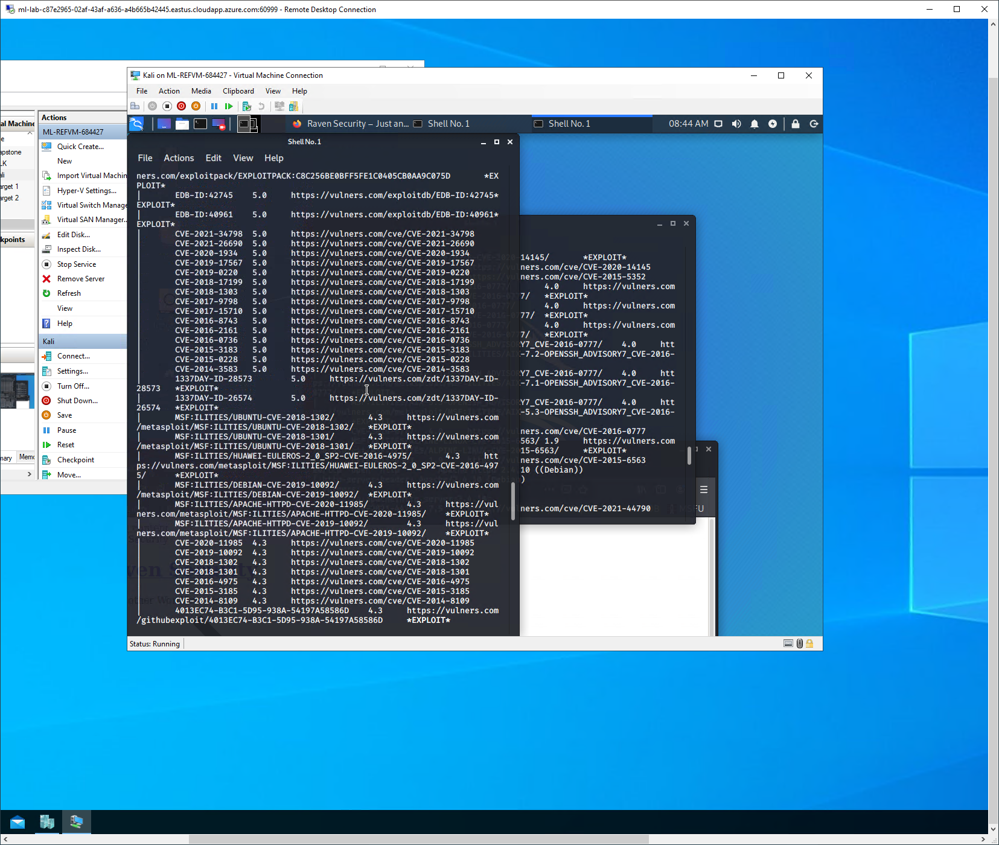 ml-lab-c87e2965-02af-43af-a636-a4b665b42445.eastus.cloudapp.azure.com:60999 - Remote Desktop Connection
Kali on ML-REFVM-684427 - Virtual Machine Connection
File Action Media Clipboard View Help
al Machine
e
apstone
LK
ali
arget 1
arget 2
kpoints
mary Memo
Actions
ML-REFVM-684427
Quick Create...
New
Import Virtual Machin
Hyper-V Settings...
Virtual Switch Manage
Virtual SAN Manager..
Edit Disk...
Inspect Disk...
Stop Service
Remove Server
Refresh
View
Help
Kali
Connect...
Settings...
Turn Off...
Shut Down...
Save
Pause
Reset
Checkpoint
Move...
Raven Security – Just an... Shell No. 1 Shell No. 1 08:44 AM
Shell No. 1
File Actions Edit View Help
ners.com/exploitpack/EXPLOITPACK:C8C256BE0BFF5FE1C0405CB0AA9C075D *EX
PLOIT*
| EDB-ID:42745 5.0 https://vulners.com/exploitdb/EDB-ID:42745*
EXPLOIT*
| EDB-ID:40961 5.0 https://vulners.com/exploitdb/EDB-ID:40961*
EXPLOIT*
| CVE-2021-34798 5.0 https://vulners.com/cve/CVE-2021-34798
| CVE-2021-26690 5.0 https://vulners.com/cve/CVE-2021-26690
| CVE-2020-1934 5.0 https://vulners.com/cve/CVE-2020-1934
| CVE-2019-17567 5.0 https://vulners.com/cve/CVE-2019-17567
| CVE-2019-0220 5.0 https://vulners.com/cve/CVE-2019-0220
| CVE-2018-17199 5.0 https://vulners.com/cve/CVE-2018-17199
| CVE-2018-1303 5.0 https://vulners.com/cve/CVE-2018-1303
| CVE-2017-9798 5.0 https://vulners.com/cve/CVE-2017-9798
| CVE-2017-15710 5.0 https://vulners.com/cve/CVE-2017-15710
| CVE-2016-8743 5.0 https://vulners.com/cve/CVE-2016-8743
| CVE-2016-2161 5.0 https://vulners.com/cve/CVE-2016-2161
| CVE-2016-0736 5.0 https://vulners.com/cve/CVE-2016-0736
| CVE-2015-3183 5.0 https://vulners.com/cve/CVE-2015-3183
| CVE-2015-0228 5.0 https://vulners.com/cve/CVE-2015-0228
| CVE-2014-3583 5.0 https://vulners.com/cve/CVE-2014-3583
| 1337DAY-ID-28573 5.0 https://vulners.com/zdt/1337DAY-ID-
28573 *EXPLOIT*
| 1337DAY-ID-26574 5.0 https://vulners.com/zdt/1337DAY-ID-
26574 *EXPLOIT*
| MSF:ILITIES/UBUNTU-CVE-2018-1302/ 4.3 https://vulners.com
/metasploit/MSF:ILITIES/UBUNTU-CVE-2018-1302/ *EXPLOIT*
| MSF:ILITIES/UBUNTU-CVE-2018-1301/ 4.3 https://vulners.com
/metasploit/MSF:ILITIES/UBUNTU-CVE-2018-1301/ *EXPLOIT*
| MSF:ILITIES/HUAWEI-EULEROS-2_0_SP2-CVE-2016-4975/ 4.3 htt
ps://vulners.com/metasploit/MSF:ILITIES/HUAWEI-EULEROS-2_0_SP2-CVE-2016-497
5/ *EXPLOIT*
| MSF:ILITIES/DEBIAN-CVE-2019-10092/ 4.3 https://vulners.com
/metasploit/MSF:ILITIES/DEBIAN-CVE-2019-10092/ *EXPLOIT*
| MSF:ILITIES/APACHE-HTTPD-CVE-2020-11985/ 4.3 https://vul
ners.com/metasploit/MSF:ILITIES/APACHE-HTTPD-CVE-2020-11985/ *EXPLOIT*
| MSF:ILITIES/APACHE-HTTPD-CVE-2019-10092/ 4.3 https://vul
ners.com/metasploit/MSF:ILITIES/APACHE-HTTPD-CVE-2019-10092/ *EXPLOIT*
| CVE-2020-11985 4.3 https://vulners.com/cve/CVE-2020-11985
| CVE-2019-10092 4.3 https://vulners.com/cve/CVE-2019-10092
| CVE-2018-1302 4.3 https://vulners.com/cve/CVE-2018-1302
| CVE-2018-1301 4.3 https://vulners.com/cve/CVE-2018-1301
| CVE-2016-4975 4.3 https://vulners.com/cve/CVE-2016-4975
| CVE-2015-3185 4.3 https://vulners.com/cve/CVE-2015-3185
| CVE-2014-8109 4.3 https://vulners.com/cve/CVE-2014-8109
| 4013EC74-B3C1-5D95-938A-54197A58586D 4.3 https://vulners.com
/githubexploit/4013EC74-B3C1-5D95-938A-54197A58586D *EXPLOIT*
14145/ *EXPLOIT*
ners.com/cve/CVE-2020-14145
ners.com/cve/CVE-2015-5352
4.0 https://vulners.com
7/ *EXPLOIT*
4.0 https://vulners.com
77/ *EXPLOIT*
4.0 https://vulners.com
7/ *EXPLOIT*
Y7_CVE-2016-0777/ 4.0 htt
-7.2-OPENSSH_ADVISORY7_CVE-2016-
Y7_CVE-2016-0777/ 4.0 htt
-7.1-OPENSSH_ADVISORY7_CVE-2016-
Y7_CVE-2016-0777/ 4.0 htt
-5.3-OPENSSH_ADVISORY7_CVE-2016-
ners.com/cve/CVE-2016-0777
563/ 1.9 https://vulners.com
15-6563/ *EXPLOIT*
ners.com/cve/CVE-2015-6563
10 ((Debian))
)
ners.com/cve/CVE-2021-44790
MSFU
Status: Running